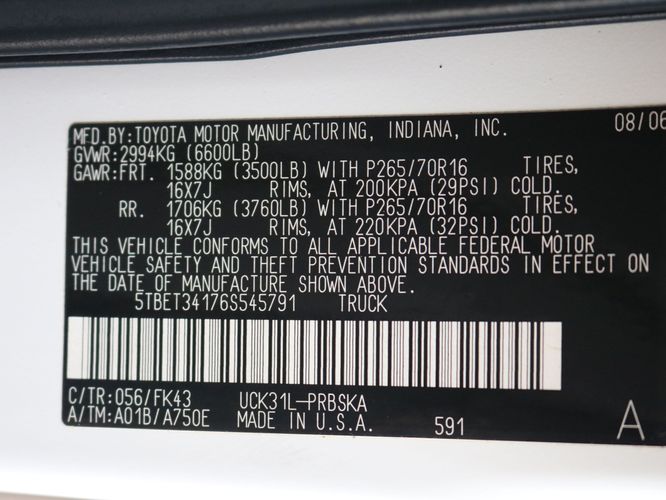 MFD.BY:TOYOTA MOTOR MANUFACTURING, INDIANA, INC. 08/06
GVWR:2994KG (6600LB)
GAWR:FRT. 1588KG (3500LB) WITH P265/70R16 TIRES,
16X7J RIMS, AT 200KPA (29PSI) COLD.
RR. 1706KG (3760LB) WITH P265/70R16 TIRES,
16X7J RIMS, AT 220KPA (32PSI) COLD.
THIS VEHICLE CONFORMS TO ALL APPLICABLE FEDERAL MOTOR
VEHICLE SAFETY AND THEFT PREVENTION STANDARDS IN EFFECT ON
THE DATE OF MANUFACTURE SHOWN ABOVE.
5TBET34176S545791 TRUCK
C/TR:056/FK43 UCK31L-PRBSKA
A/TM:A01B/A750E MADE IN U.S.A. 591 A